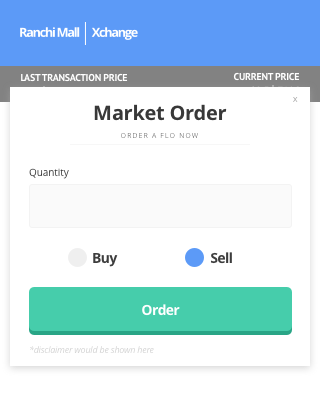 Ranchi Mall | Xchange
LAST TRANSACTION PRICE
CURRENT PRICE
x
Market Order
ORDER A FLO NOW
Quantity
Buy
Sell
Order
*disclaimer would be shown here